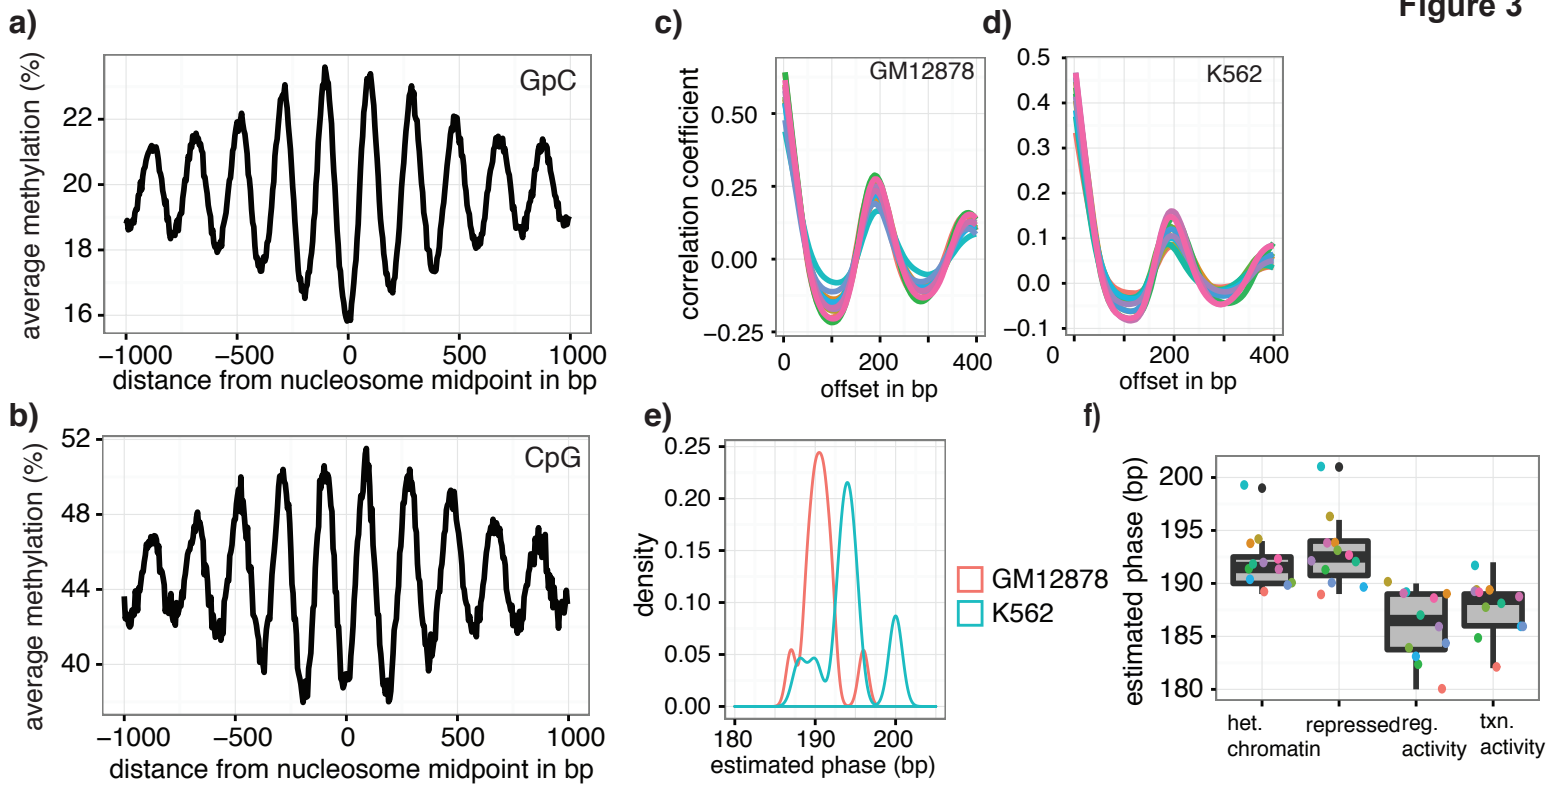 Figure 3
a)
GpC
average methylation (%)
22
20
18
16
−1000 −500 0 500 1000
distance from nucleosome midpoint in bp
b)
CpG
average methylation (%)
52
48
44
40
−1000 −500 0 500 1000
distance from nucleosome midpoint in bp
c)
GM12878
correlation coefficient
0.50
0.25
0.00
−0.25
0 200 400
offset in bp
d)
K562
0.5
0.4
0.3
0.2
0.1
0.0
−0.1
0 200 400
offset in bp
e)
density
0.25
0.20
0.15
0.10
0.05
0.00
180 190 200
estimated phase (bp)
GM12878
K562
f)
estimated phase (bp)
200
195
190
185
180
het. chromatin
repressed
reg. activity
txn. activity